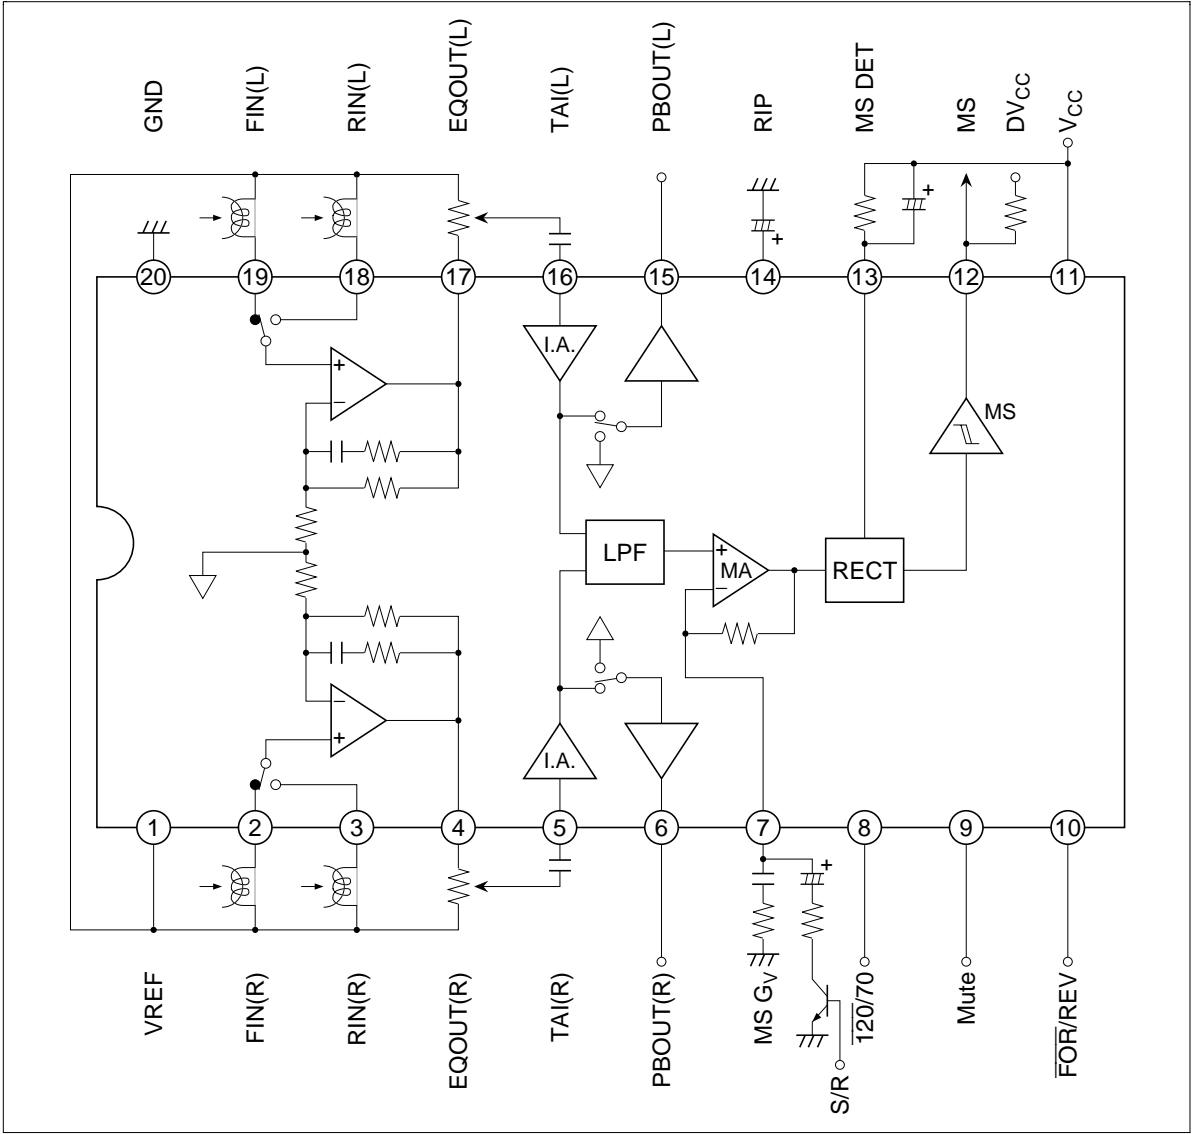 GND
FIN(L)
RIN(L)
EQOUT(L)
TAI(L)
PBOUT(L)
RIP
MS DET
MS
DVCC
VCC
+
+
20
19
18
17
16
15
14
13
12
11
I.A.
+
−
MS
LPF
+
MA
−
RECT
−
+
I.A.
1
2
3
4
5
6
7
8
9
10
+
VREF
FIN(R)
RIN(R)
EQOUT(R)
TAI(R)
PBOUT(R)
MS GV
S/R
120/70
Mute
FOR/REV